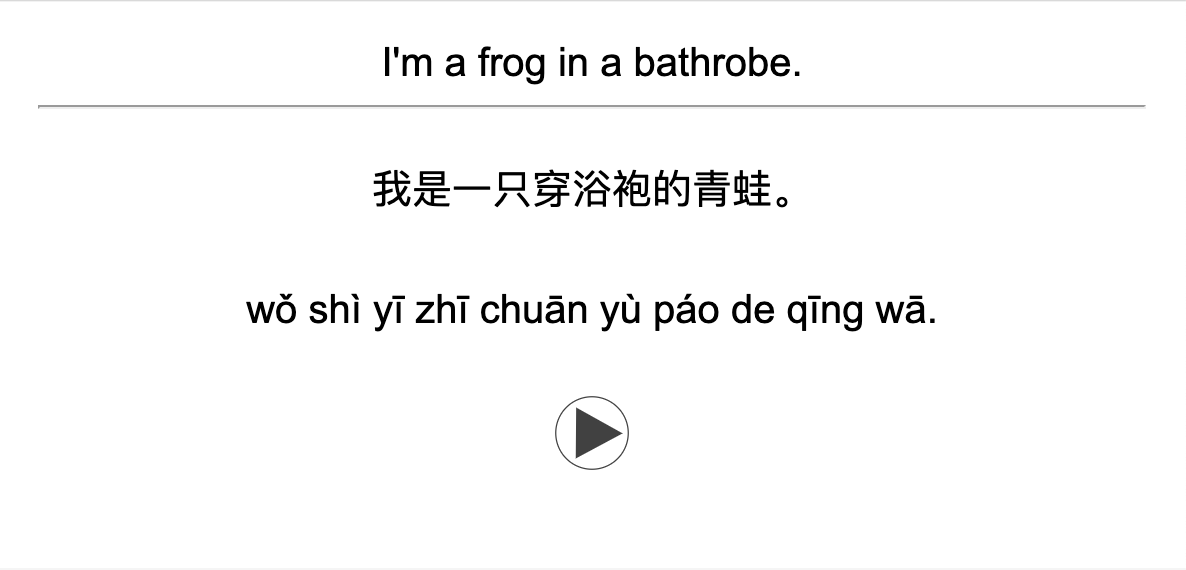 I'm a frog in a bathrobe.
我是一只穿浴袍的青蛙。
wǒ shì yī zhī chuān yù páo de qīng wā.